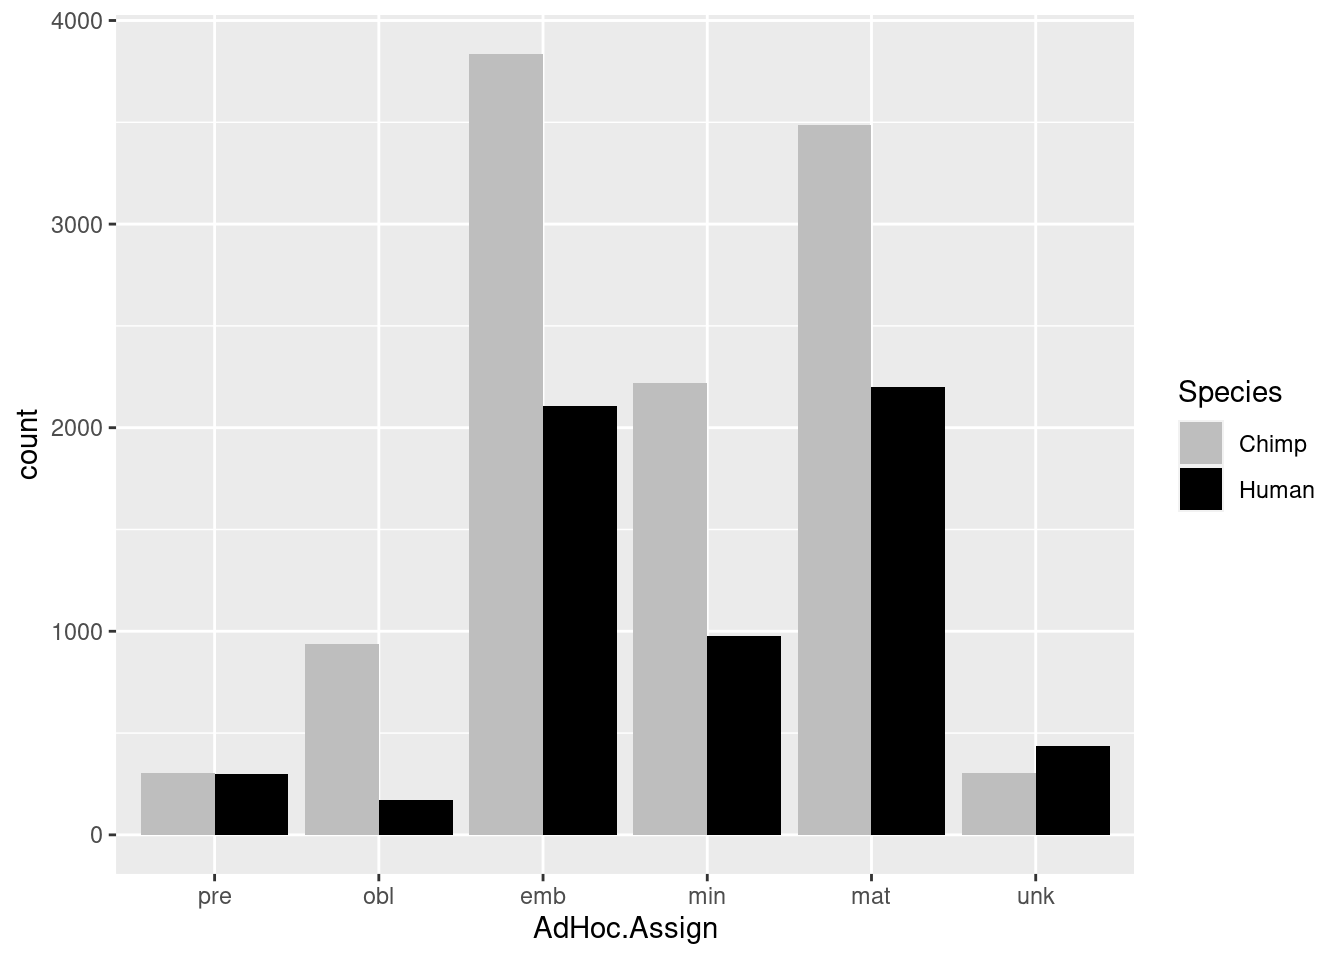 4000
3000
2000
1000
0
count
pre obl emb min mat unk
AdHoc.Assign
Species
Chimp
Human